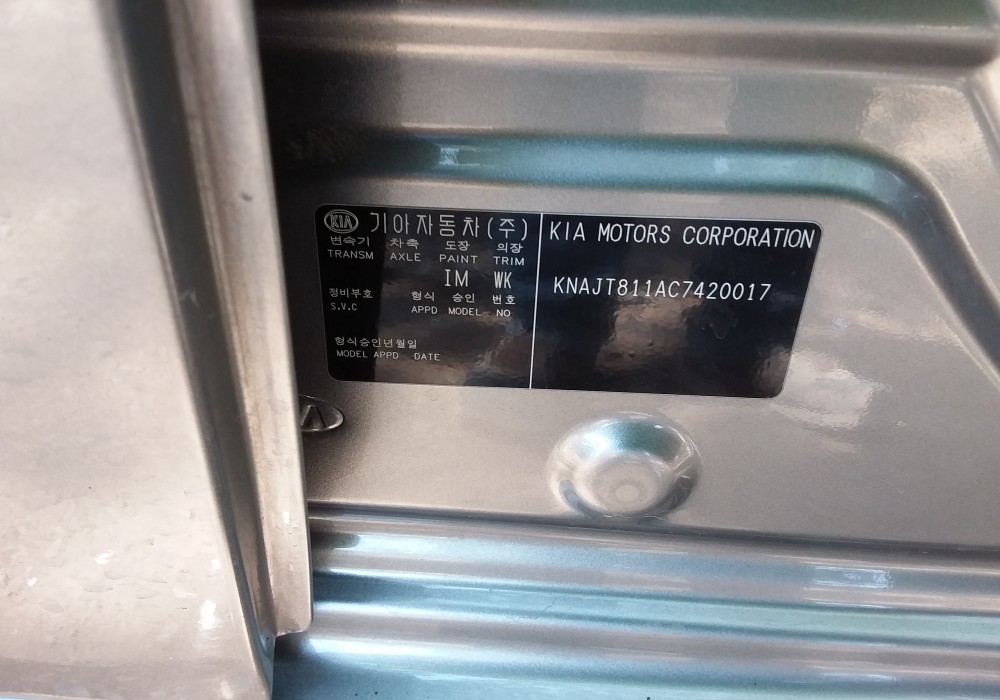 KIA 기아자동차(주)
변속기 차축 도장 의장
TRANSM AXLE PAINT TRIM
IM WK
정비부호 형식 승인 번호
S.V.C APPD MODEL NO
형식승인년월일
MODEL APPD DATE
KIA MOTORS CORPORATION
KNAJT811AC7420017